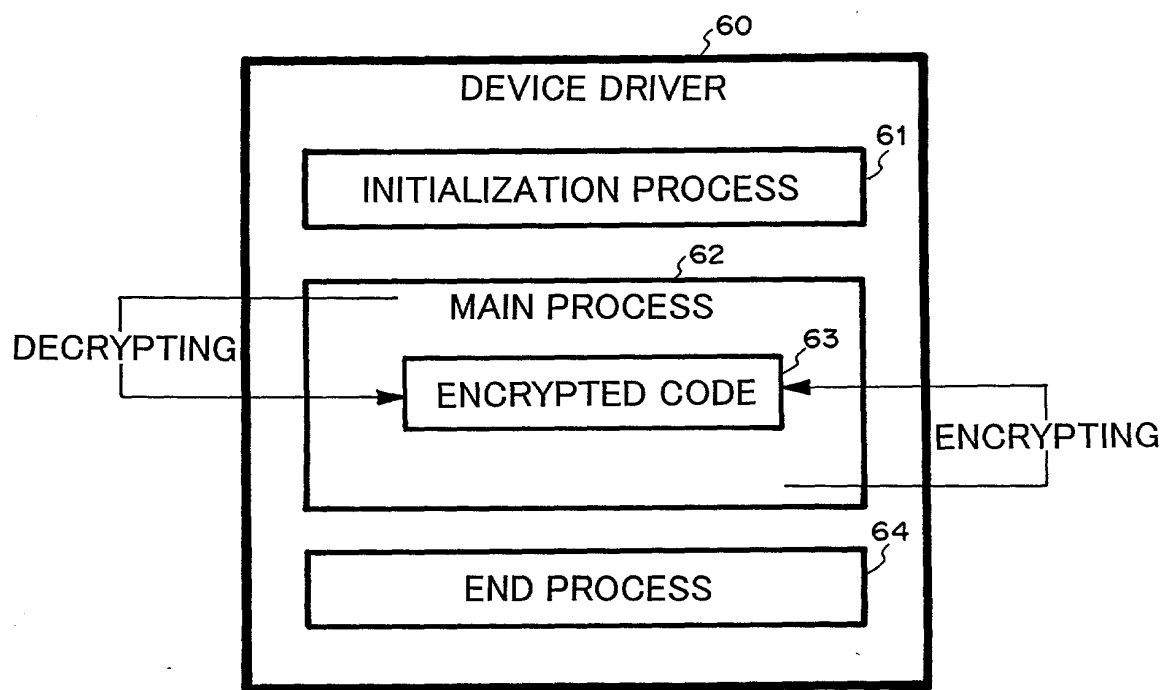 60
DEVICE DRIVER
61
INITIALIZATION PROCESS
62
MAIN PROCESS
DECRYPTING
63
ENCRYPTED CODE
ENCRYPTING
64
END PROCESS